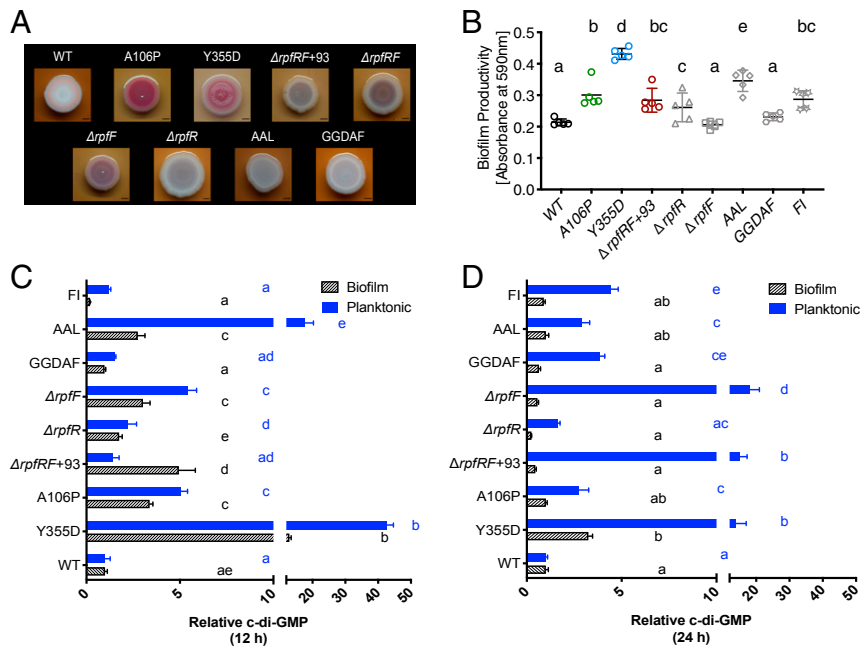 A
WT A106P Y355D ΔrpfRF+93 ΔrpfRF
ΔrpfF ΔrpfR AAL GGDAF
B
Biofilm Productivity
[Absorbance at 590nm]
0.5
0.4
0.3
0.2
0.1
0.0
a b d bc c a e a bc
WT A106P Y355D ΔrpfRF+93 ΔrpfR ΔrpfF AAL GGDAF FI
C
Biofilm
Planktonic
FI a a
AAL e c
GGDAF ad a
ΔrpfF c c
ΔrpfR d e
ΔrpfRF+93 ad d
A106P c c
Y355D b b
WT a ae
0 5 10 20 30 40 50
Relative c-di-GMP
(12 h)
D
Biofilm
Planktonic
FI e ab
AAL c ab
GGDAF ce a
ΔrpfF d a
ΔrpfR ac a
ΔrpfRF+93 b a
A106P c ab
Y355D b b
WT a a
0 5 10 20 30 40 50
Relative c-di-GMP
(24 h)